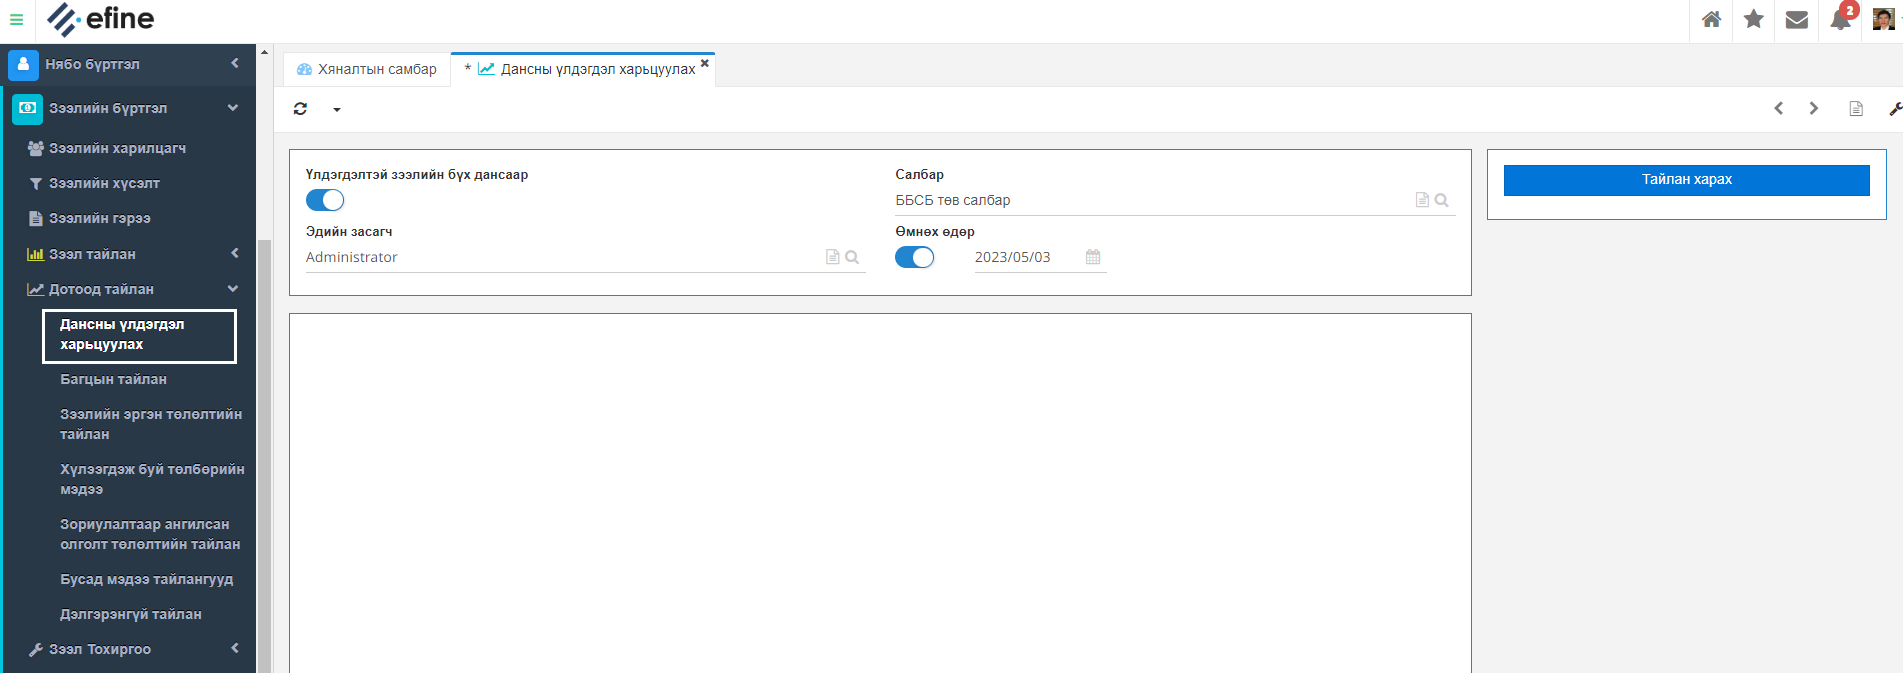 efine
2
Нябо бүртгэл
Зээлийн бүртгэл
Зээлийн харилцагч
Зээлийн хүсэлт
Зээлийн гэрээ
Зээл тайлан
Дотоод тайлан
Дансны үлдэгдэл
харьцуулах
Багцын тайлан
Зээлийн эргэн төлөлтийн
тайлан
Хүлээгдэж буй төлбөрийн
мэдээ
Зориулалтаар ангилсан
олголт төлөлтийн тайлан
Бусад мэдээ тайлангууд
Дэлгэрэнгүй тайлан
Зээл Тохиргоо
Хяналтын самбар
* Дансны үлдэгдэл харьцуулах
Үлдэгдэлтэй зээлийн бүх дансаар
Салбар
ББСБ төв салбар
Эдийн засагч
Administrator
Өмнөх өдөр
2023/05/03
Тайлан харах